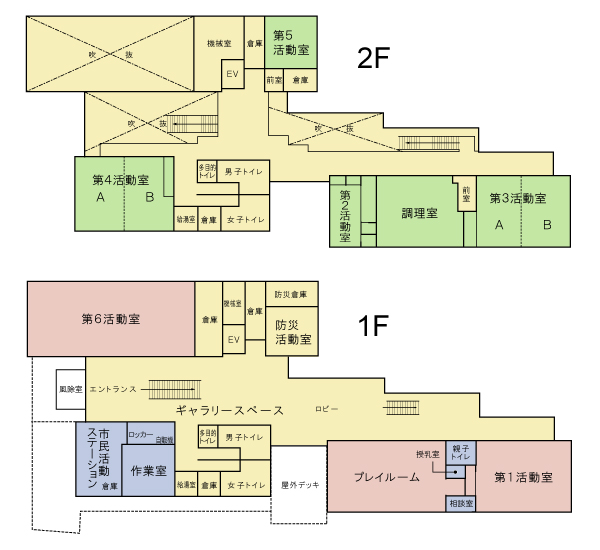 2F
機械室
倉庫
第5
活動室
EV
前室
倉庫
吹 抜
吹 抜
吹 抜
第4活動室
A
B
多目的
トイレ
男子トイレ
給湯室
倉庫
女子トイレ
第2活動室
調理室
前室
第3活動室
A
B
1F
第6活動室
倉庫
機械室
倉庫
防災倉庫
EV
防災
活動室
風除室
エントランス
ギャラリースペース
ロビー
市民活動
ステーション
倉庫
ロッカー
自動機
作業室
多目的
トイレ
男子トイレ
給湯室
倉庫
女子トイレ
屋外デッキ
プレイルーム
授乳室
親子
トイレ
相談室
第1活動室